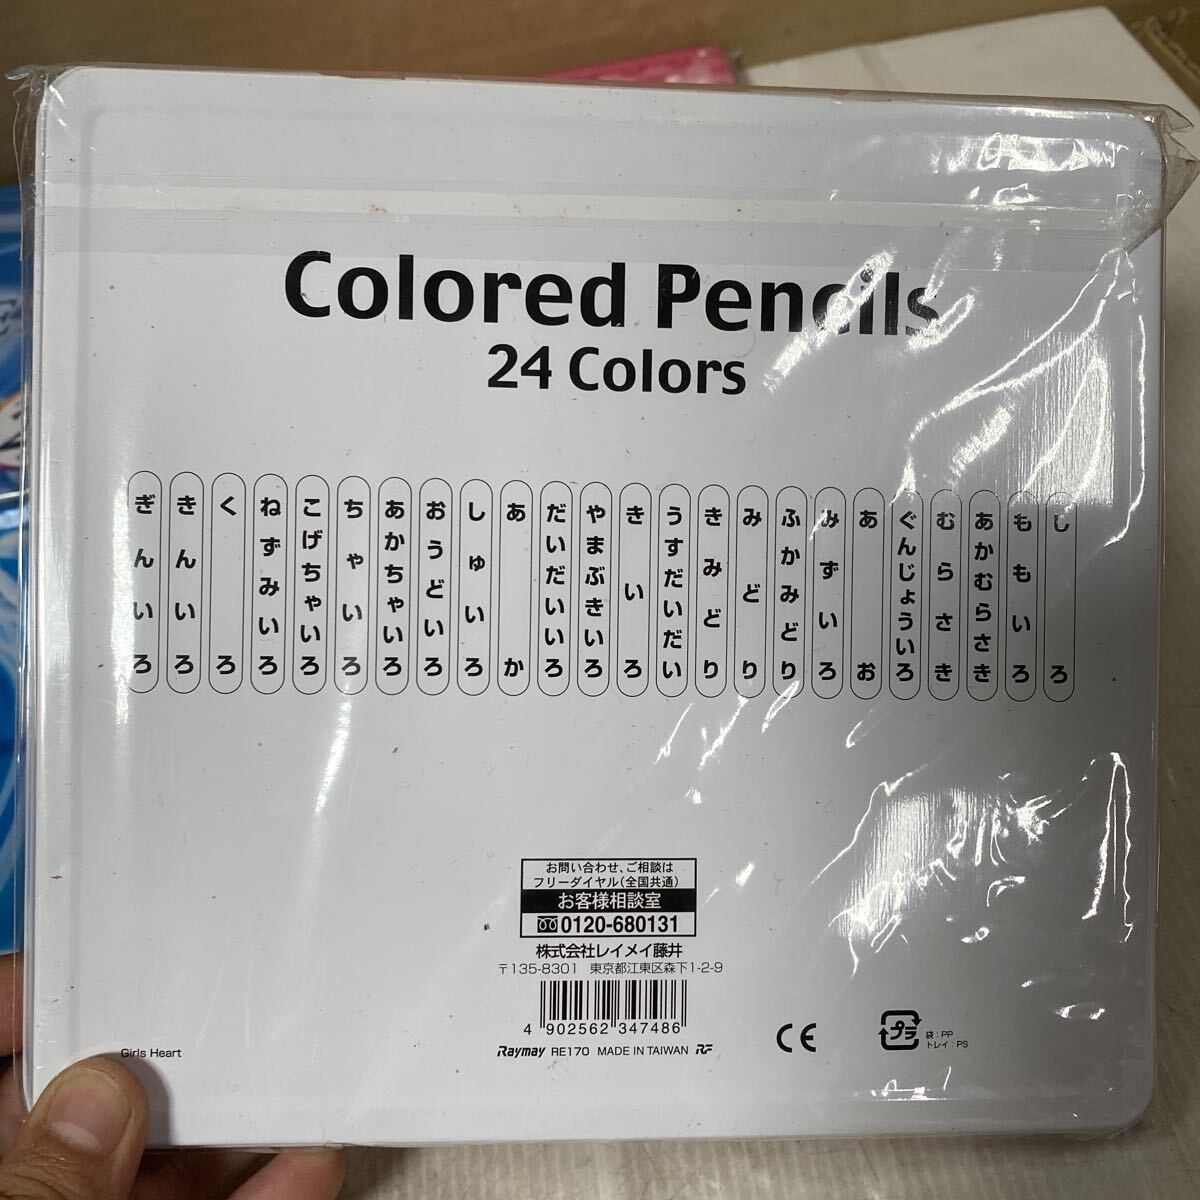 Colored Pencils
24 Colors
ぎんいろ
きんいろ
くろ
ねずみいろ
こげちゃいろ
ちゃいろ
あかちゃいろ
おうどいろ
しゅいろ
あか
だいだいいろ
やまぶきいろ
きいろ
うすだいだい
きみどり
みどり
ふかみどり
みずいろ
あお
ぐんじょういろ
むらさき
あかむらさき
ももいろ
しろ
お問い合わせ、ご相談は
フリーダイヤル(全国共通)
お客様相談室
0120-680131
株式会社レイメイ藤井
〒135-8301 東京都江東区森下1-2-9
4 902562 347486
Raymay RE170 MADE IN TAIWAN RF
Girls Heart
CE
プラ
袋:PP
トレイ:PS